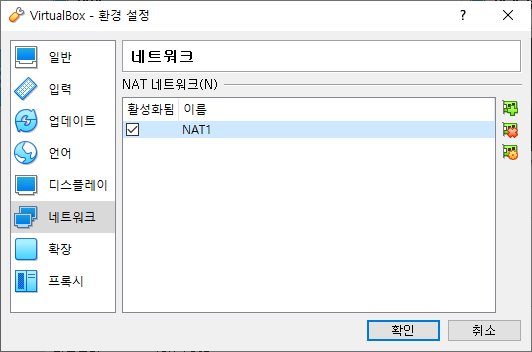 VirtualBox - 환경 설정
?
일반
입력
업데이트
언어
디스플레이
네트워크
확장
프록시
네트워크
NAT 네트워크(N)
활성화됨 이름
NAT1
확인 취소